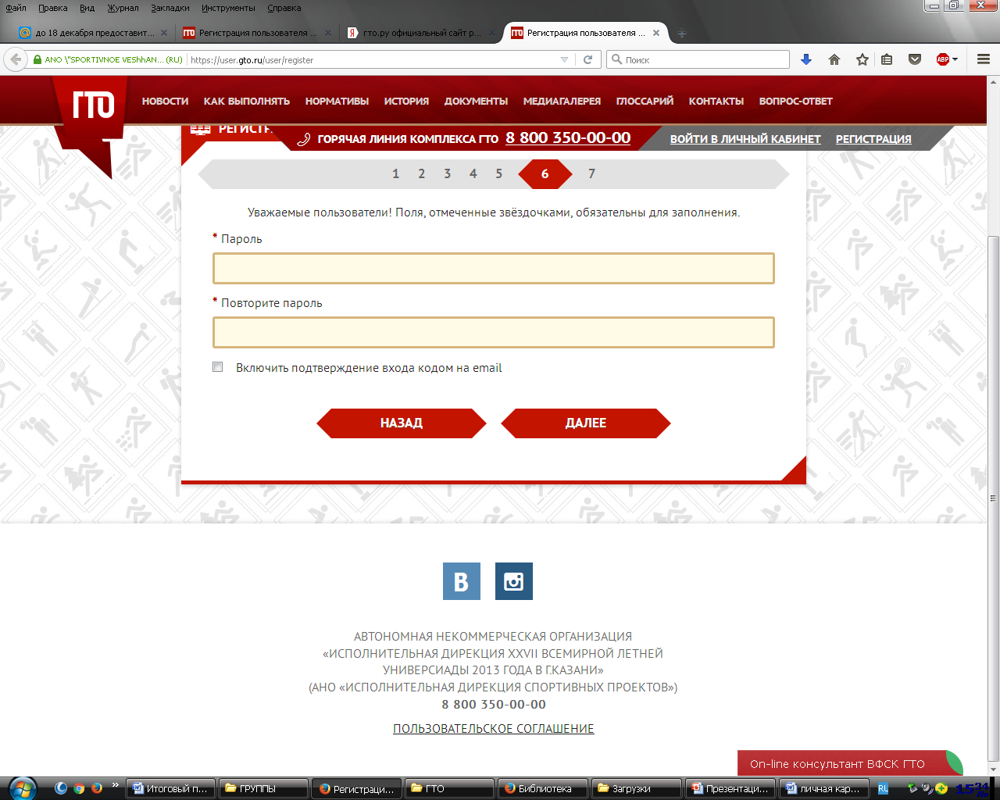 Файл Правка Вид Журнал Закладки Инструменты Справка
до 18 декабря предоставит...
Регистрация пользователя ...
гто.ру официальный сайт р...
Регистрация пользователя ...
ANO \"SPORTIVNOE VEShhAN... (RU)
https://user.gto.ru/user/register
Поиск
ABP
ГТО
НОВОСТИ КАК ВЫПОЛНЯТЬ НОРМАТИВЫ ИСТОРИЯ ДОКУМЕНТЫ МЕДИАГАЛЕРЕЯ ГЛОССАРИЙ КОНТАКТЫ ВОПРОС-ОТВЕТ
ГОРЯЧАЯ ЛИНИЯ КОМПЛЕКСА ГТО 8 800 350-00-00
ВОЙТИ В ЛИЧНЫЙ КАБИНЕТ РЕГИСТРАЦИЯ
1 2 3 4 5 6 7
Уважаемые пользователи! Поля, отмеченные звёздочками, обязательны для заполнения.
* Пароль
* Повторите пароль
Включить подтверждение входа кодом на email
НАЗАД ДАЛЕЕ
АВТОНОМНАЯ НЕКОММЕРЧЕСКАЯ ОРГАНИЗАЦИЯ
«ИСПОЛНИТЕЛЬНАЯ ДИРЕКЦИЯ XXVII ВСЕМИРНОЙ ЛЕТНЕЙ
УНИВЕРСИАДЫ 2013 ГОДА В Г.КАЗАНИ»
(АНО «ИСПОЛНИТЕЛЬНАЯ ДИРЕКЦИЯ СПОРТИВНЫХ ПРОЕКТОВ»)
8 800 350-00-00
ПОЛЬЗОВАТЕЛЬСКОЕ СОГЛАШЕНИЕ
On-line консультант ВФСК ГТО
Итоговый п... ГРУППЫ Регистраци... ГТО Библиотека Загрузки Презентаци... личная кар... RL 15:34